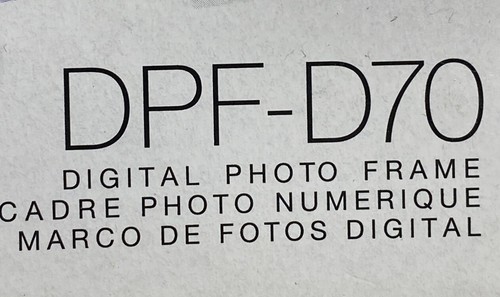 DPF-D70
DIGITAL PHOTO FRAME
CADRE PHOTO NUMERIQUE
MARCO DE FOTOS DIGITAL